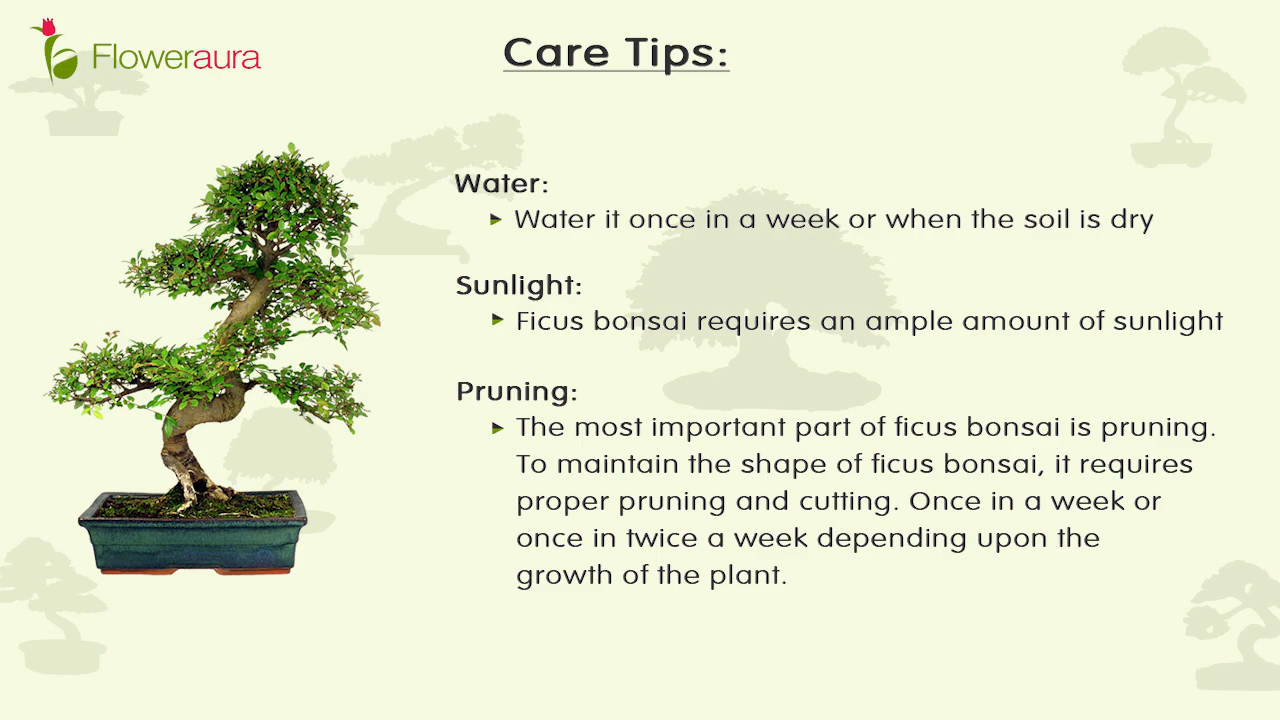 Floweraura
Care Tips:
Water:
Water it once in a week or when the soil is dry
Sunlight:
Ficus bonsai requires an ample amount of sunlight
Pruning:
The most important part of ficus bonsai is pruning.
To maintain the shape of ficus bonsai, it requires
proper pruning and cutting. Once in a week or
once in twice a week depending upon the
growth of the plant.